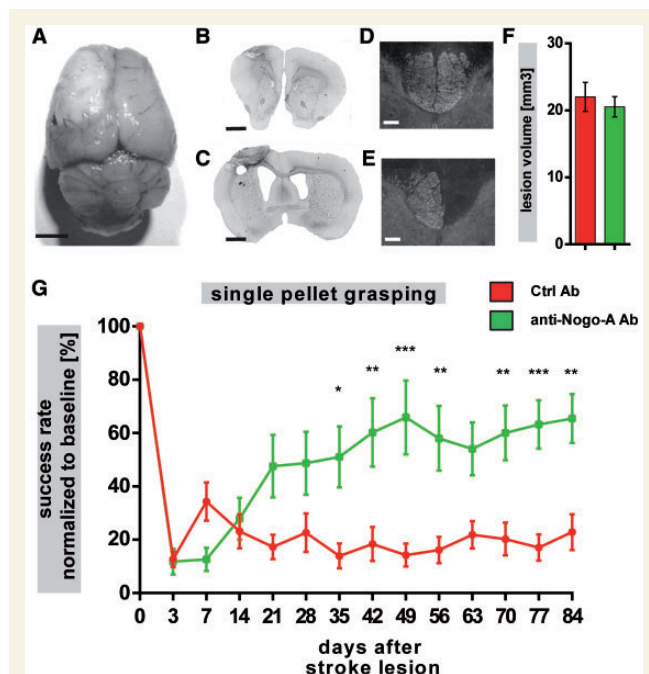 A
B
C
D
E
F
lesion volume [mm3]
30
20
10
0
G
single pellet grasping
Ctrl Ab
anti-Nogo-A Ab
success rate
normalized to baseline [%]
100
80
60
40
20
0
* ** *** ** ** *** **
0 3 7 14 21 28 35 42 49 56 63 70 77 84
days after
stroke lesion